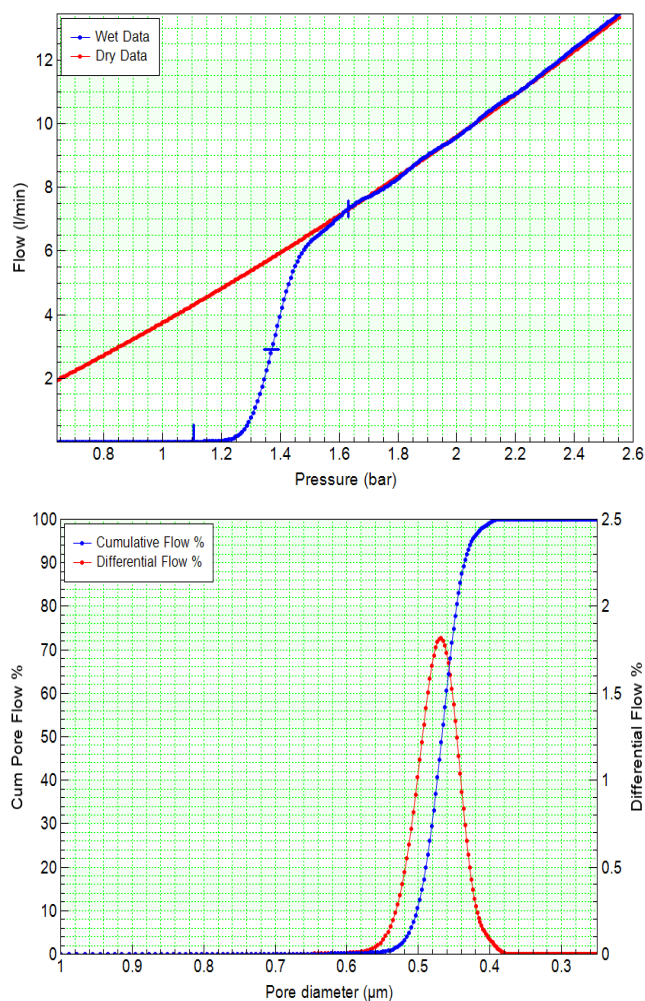 Wet Data
Dry Data
12
10
8
6
4
2
Flow (l/min)
0.8 1 1.2 1.4 1.6 1.8 2 2.2 2.4 2.6
Pressure (bar)
Cumulative Flow %
Differential Flow %
100
90
80
70
60
50
40
30
20
10
0
Cum Pore Flow %
2.5
2
1.5
1
0.5
0
Differential Flow %
1 0.9 0.8 0.7 0.6 0.5 0.4 0.3
Pore diameter (µm)